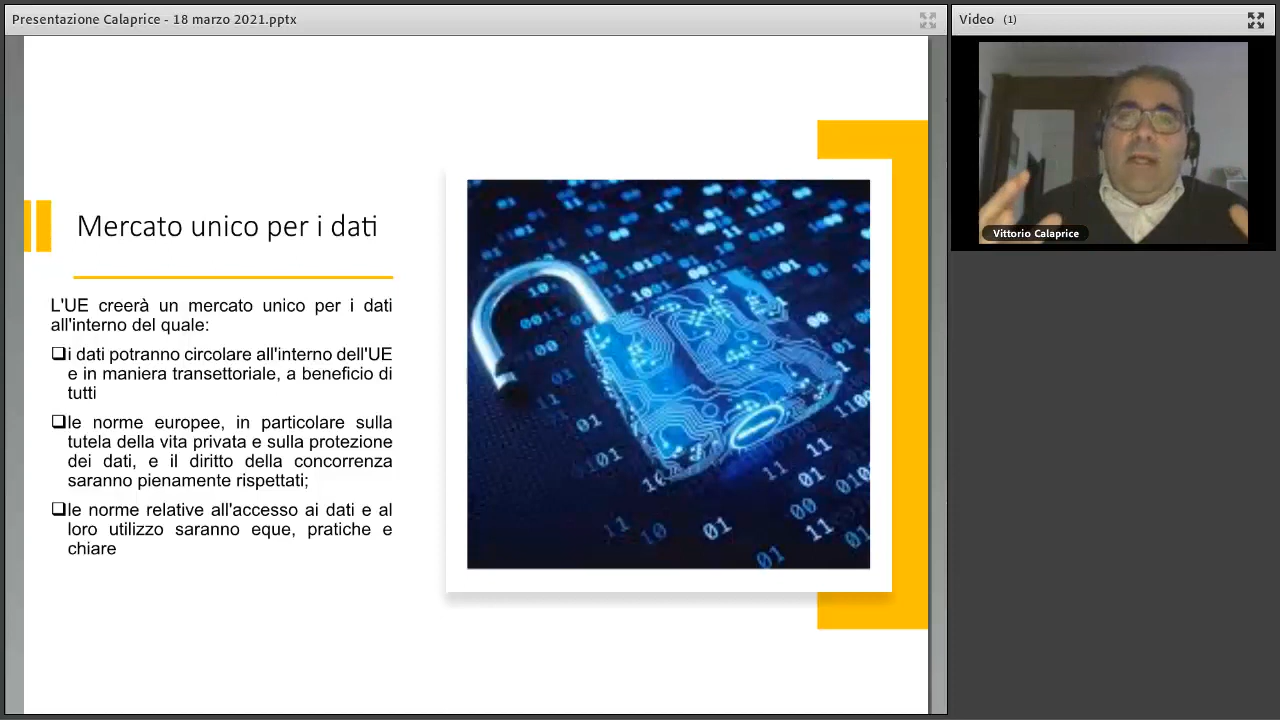 Presentazione Calaprice - 18 marzo 2021.pptx
Video (1)
Vittorio Calaprice
Mercato unico per i dati
L'UE creerà un mercato unico per i dati
all'interno del quale:
❑i dati potranno circolare all'interno dell'UE
e in maniera transettoriale, a beneficio di
tutti
❑le norme europee, in particolare sulla
tutela della vita privata e sulla protezione
dei dati, e il diritto della concorrenza
saranno pienamente rispettati;
❑le norme relative all'accesso ai dati e al
loro utilizzo saranno eque, pratiche e
chiare